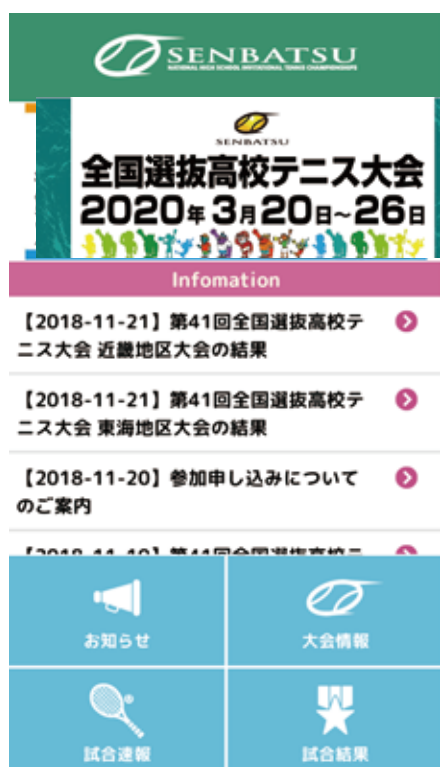 SENBATSU
NATIONAL HIGH SCHOOL INVITATIONAL TENNIS CHAMPIONSHIPS
SENBATSU
全国選抜高校テニス大会
2020年3月20日~26日
Infomation
【2018-11-21】第41回全国選抜高校テ
ニス大会 近畿地区大会の結果
【2018-11-21】第41回全国選抜高校テ
ニス大会 東海地区大会の結果
【2018-11-20】参加申し込みについて
のご案内
お知らせ
大会情報
試合速報
試合結果